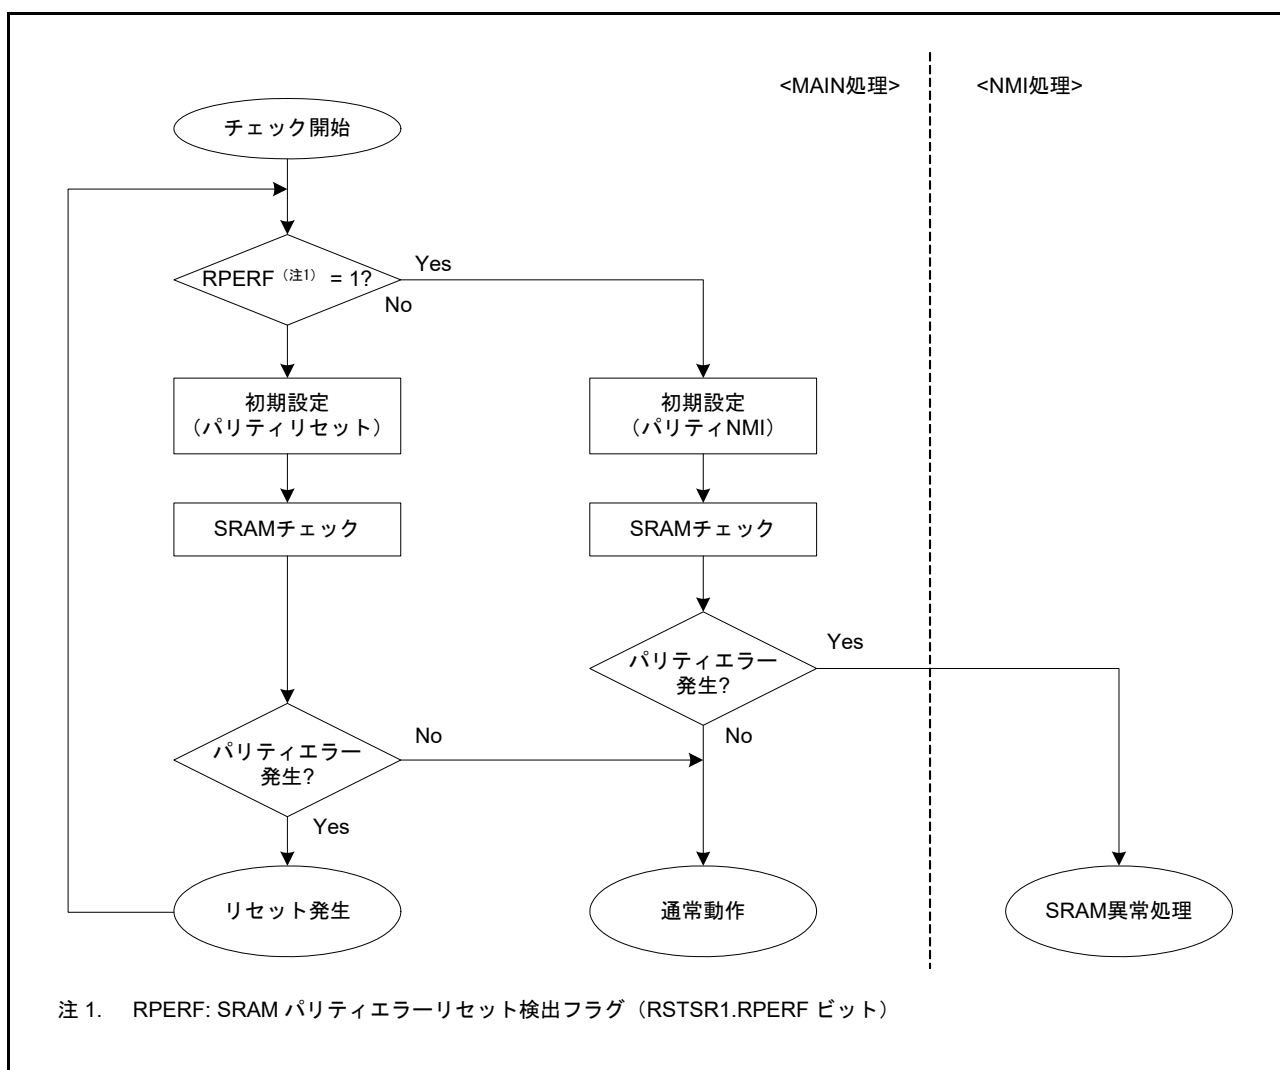 <MAIN処理>
<NMI処理>
チェック開始
RPERF（注1） = 1?
Yes
No
初期設定
（パリティリセット）
初期設定
（パリティNMI）
SRAMチェック
SRAMチェック
パリティエラー
発生?
Yes
No
パリティエラー
発生?
No
Yes
リセット発生
通常動作
SRAM異常処理
注 1. RPERF: SRAM パリティエラーリセット検出フラグ（RSTSR1.RPERF ビット）